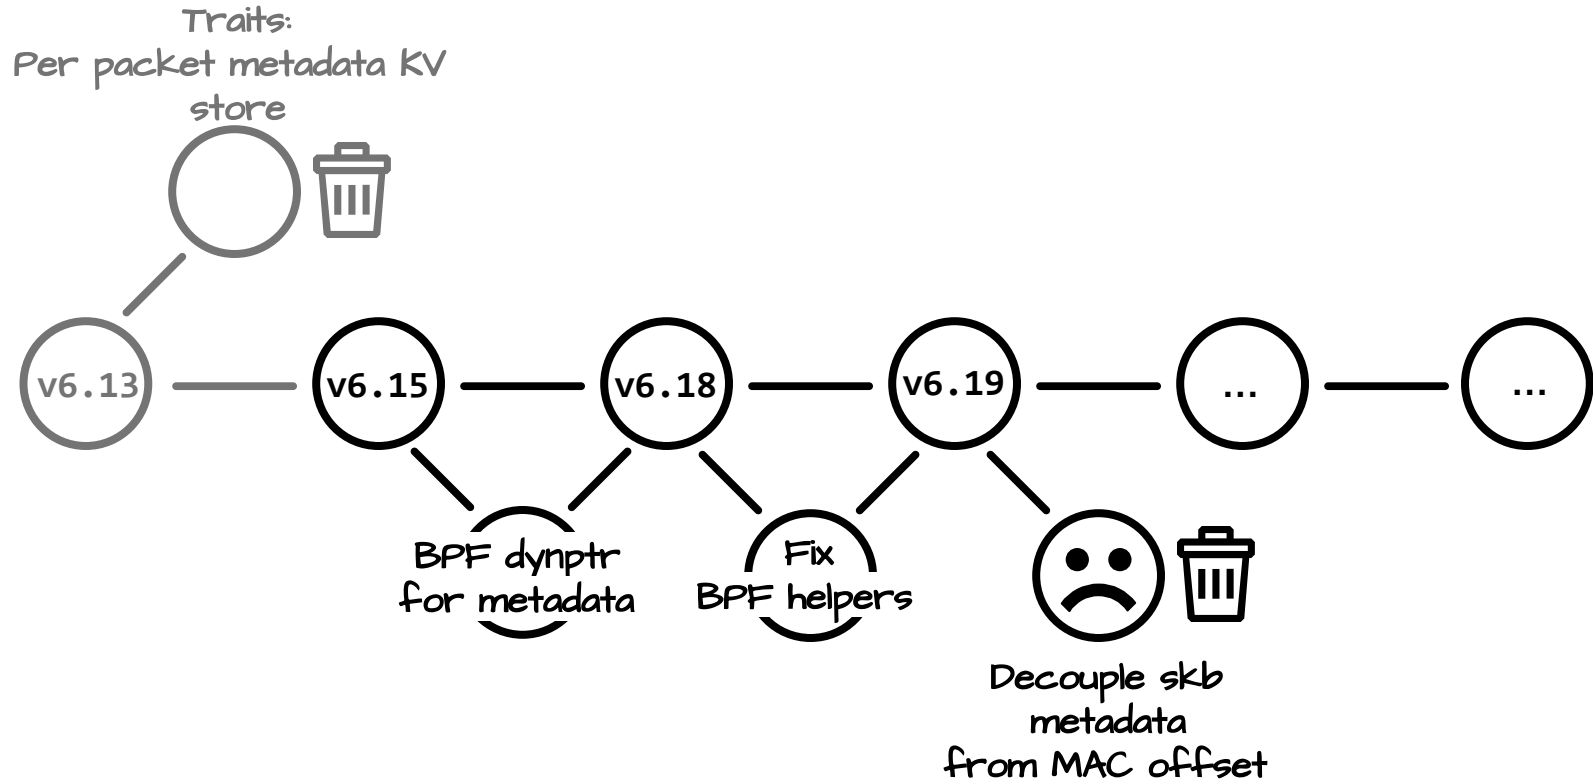 Traits:
Per packet metadata KV
store
v6.13
v6.15
v6.18
v6.19
...
...
BPF dynptr
for metadata
Fix
BPF helpers
Decouple skb
metadata
from MAC offset